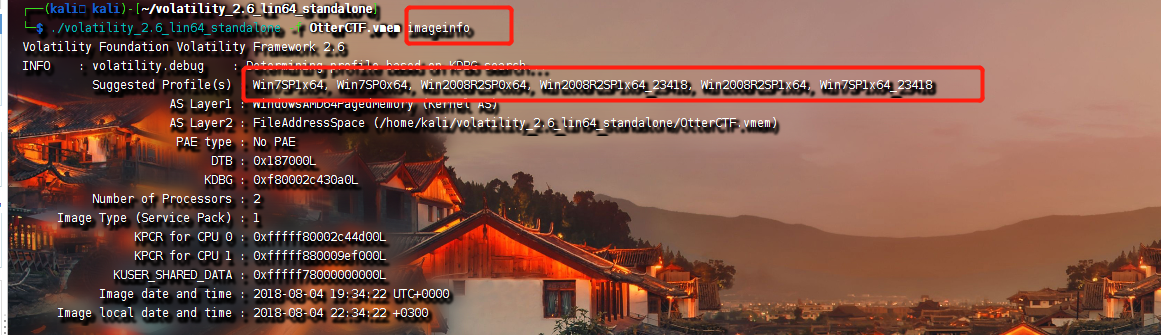 (kali kali)-[~/volatility_2.6_lin64_standalone]
$ ./volatility_2.6_lin64_standalone -f OtterCTF.vmem imageinfo
Volatility Foundation Volatility Framework 2.6
INFO : volatility.debug : Determining profile based on KDBG search...
Suggested Profile(s) : Win7SP1x64, Win7SP0x64, Win2008R2SP0x64, Win2008R2SP1x64_23418, Win2008R2SP1x64, Win7SP1x64_23418
AS Layer1 : WindowsAMD64PagedMemory (Kernel AS)
AS Layer2 : FileAddressSpace (/home/kali/volatility_2.6_lin64_standalone/OtterCTF.vmem)
PAE type : No PAE
DTB : 0x187000L
KDBG : 0xf80002c430a0L
Number of Processors : 2
Image Type (Service Pack) : 1
KPCR for CPU 0 : 0xfffff80002c44d00L
KPCR for CPU 1 : 0xfffff880009ef000L
KUSER_SHARED_DATA : 0xfffff78000000000L
Image date and time : 2018-08-04 19:34:22 UTC+0000
Image local date and time : 2018-08-04 22:34:22 +0300